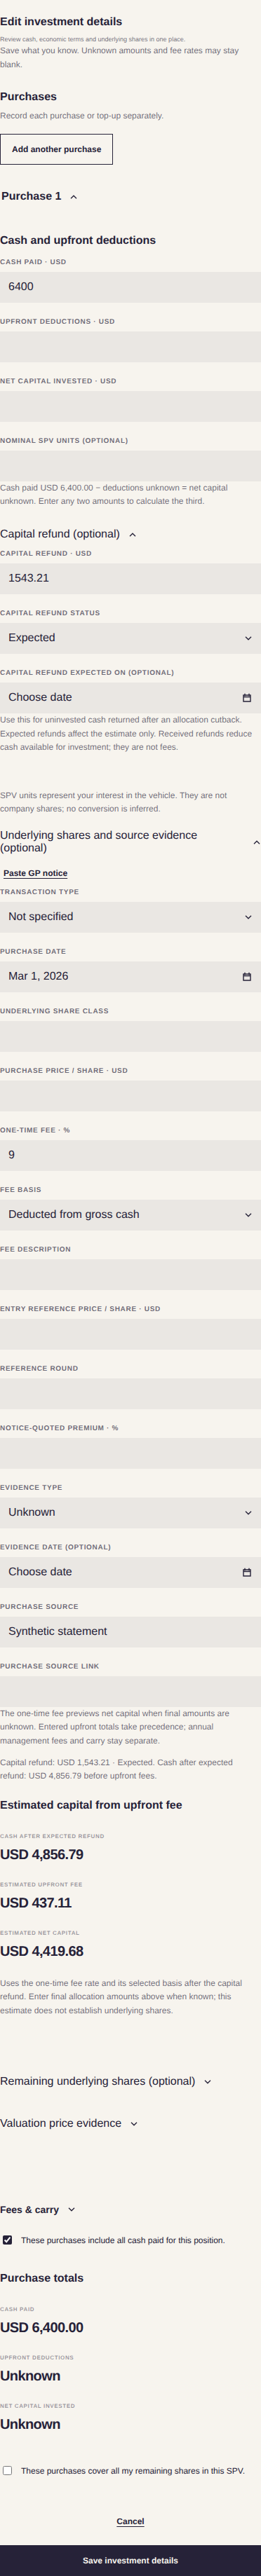 Edit investment details
Review cash, economic terms and underlying shares in one place.
Save what you know. Unknown amounts and fee rates may stay
blank.
Purchases
Record each purchase or top-up separately.
Add another purchase
Purchase 1
Cash and upfront deductions
CASH PAID · USD
6400
UPFRONT DEDUCTIONS · USD
NET CAPITAL INVESTED · USD
NOMINAL SPV UNITS (OPTIONAL)
Cash paid USD 6,400.00 − deductions unknown = net capital
unknown. Enter any two amounts to calculate the third.
Capital refund (optional)
CAPITAL REFUND · USD
1543.21
CAPITAL REFUND STATUS
Expected
CAPITAL REFUND EXPECTED ON (OPTIONAL)
Choose date
Use this for uninvested cash returned after an allocation cutback.
Expected refunds affect the estimate only. Received refunds reduce
cash available for investment; they are not fees.
SPV units represent your interest in the vehicle. They are not
company shares; no conversion is inferred.
Underlying shares and source evidence
(optional)
Paste GP notice
TRANSACTION TYPE
Not specified
PURCHASE DATE
Mar 1, 2026
UNDERLYING SHARE CLASS
PURCHASE PRICE / SHARE · USD
ONE-TIME FEE · %
9
FEE BASIS
Deducted from gross cash
FEE DESCRIPTION
ENTRY REFERENCE PRICE / SHARE · USD
REFERENCE ROUND
NOTICE-QUOTED PREMIUM · %
EVIDENCE TYPE
Unknown
EVIDENCE DATE (OPTIONAL)
Choose date
PURCHASE SOURCE
Synthetic statement
PURCHASE SOURCE LINK
The one-time fee previews net capital when final amounts are
unknown. Entered upfront totals take precedence; annual
management fees and carry stay separate.
Capital refund: USD 1,543.21 · Expected. Cash after expected
refund: USD 4,856.79 before upfront fees.
Estimated capital from upfront fee
CASH AFTER EXPECTED REFUND
USD 4,856.79
ESTIMATED UPFRONT FEE
USD 437.11
ESTIMATED NET CAPITAL
USD 4,419.68
Uses the one-time fee rate and its selected basis after the capital
refund. Enter final allocation amounts above when known; this
estimate does not establish underlying shares.
Remaining underlying shares (optional)
Valuation price evidence
Fees & carry
These purchases include all cash paid for this position.
Purchase totals
CASH PAID
USD 6,400.00
UPFRONT DEDUCTIONS
Unknown
NET CAPITAL INVESTED
Unknown
These purchases cover all my remaining shares in this SPV.
Cancel
Save investment details